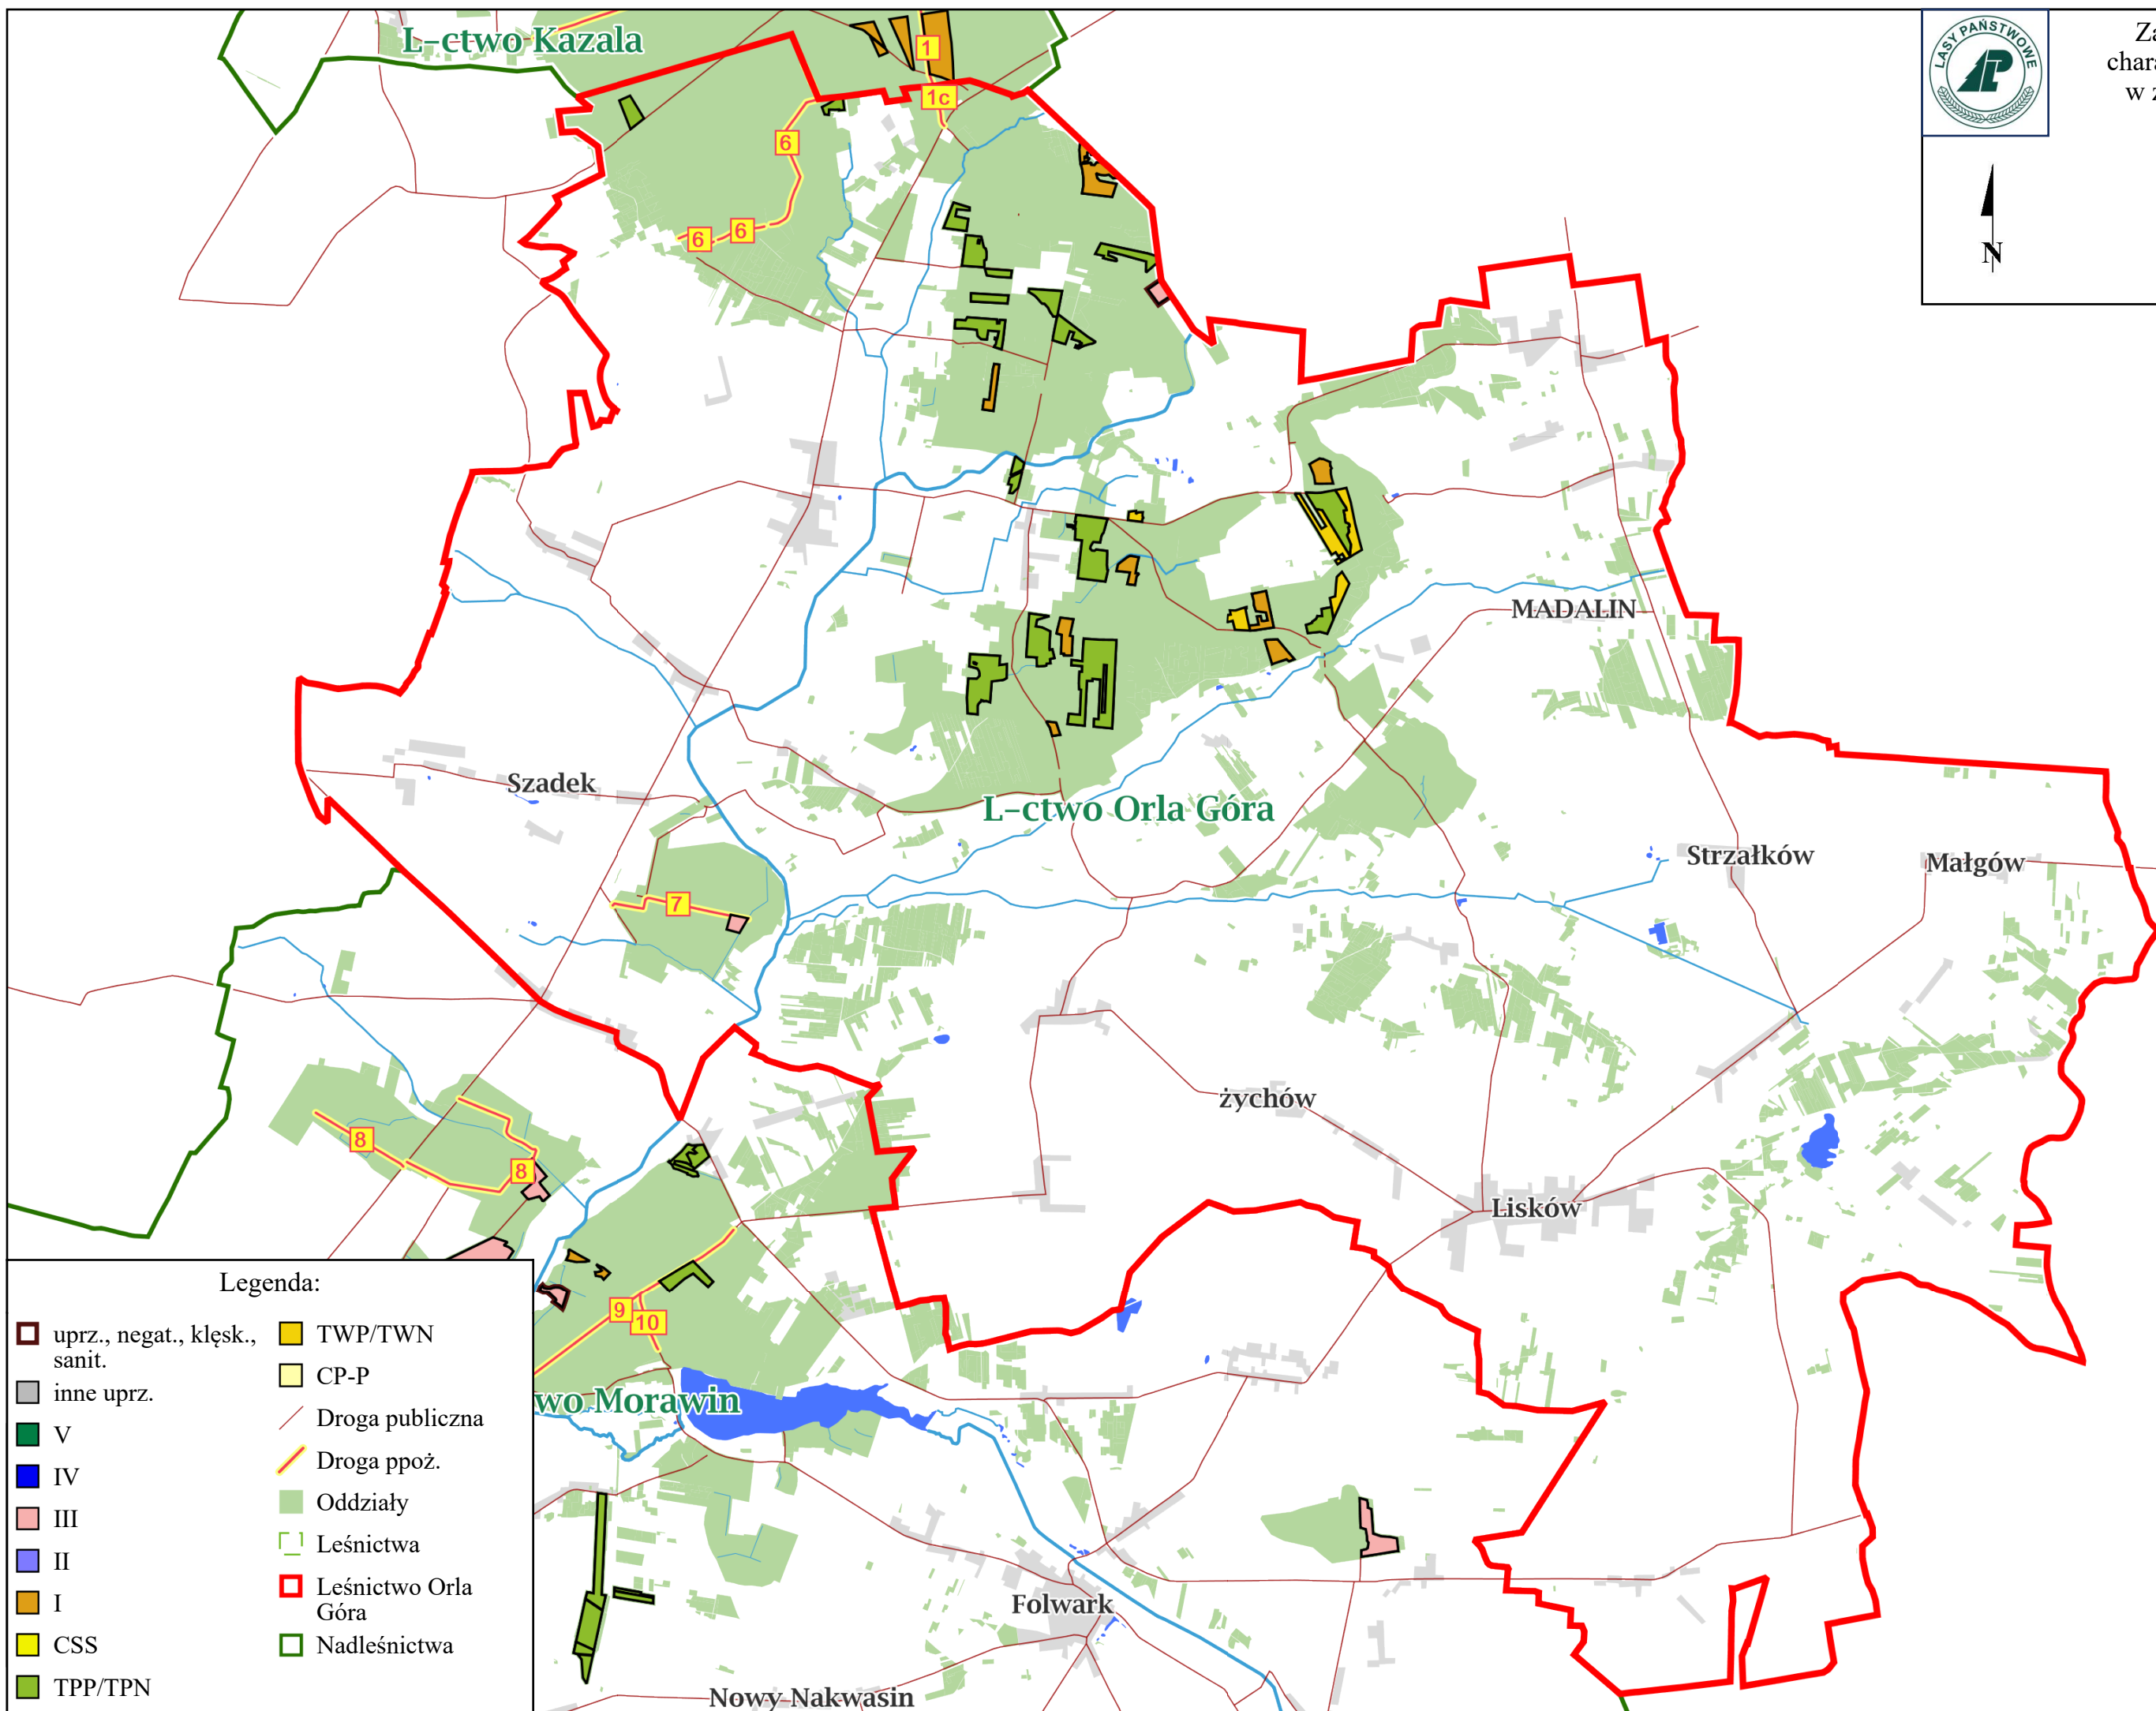 L-ctwo Kazala
1
1c
6
6
6
LASY PAŃSTWOWE
Za
chara
w z
N
MADALIN
Szadek
L-ctwo Orla Góra
Strzałków
Małgów
7
żychów
8
8
Lisków
9
10
wo Morawin
Folwark
Nowy Nakwasin
Legenda:
uprz., negat., klęsk.,
sanit.
inne uprz.
V
IV
III
II
I
CSS
TPP/TPN
TWP/TWN
CP-P
Droga publiczna
Droga ppoż.
Oddziały
Leśnictwa
Leśnictwo Orla
Góra
Nadleśnictwa